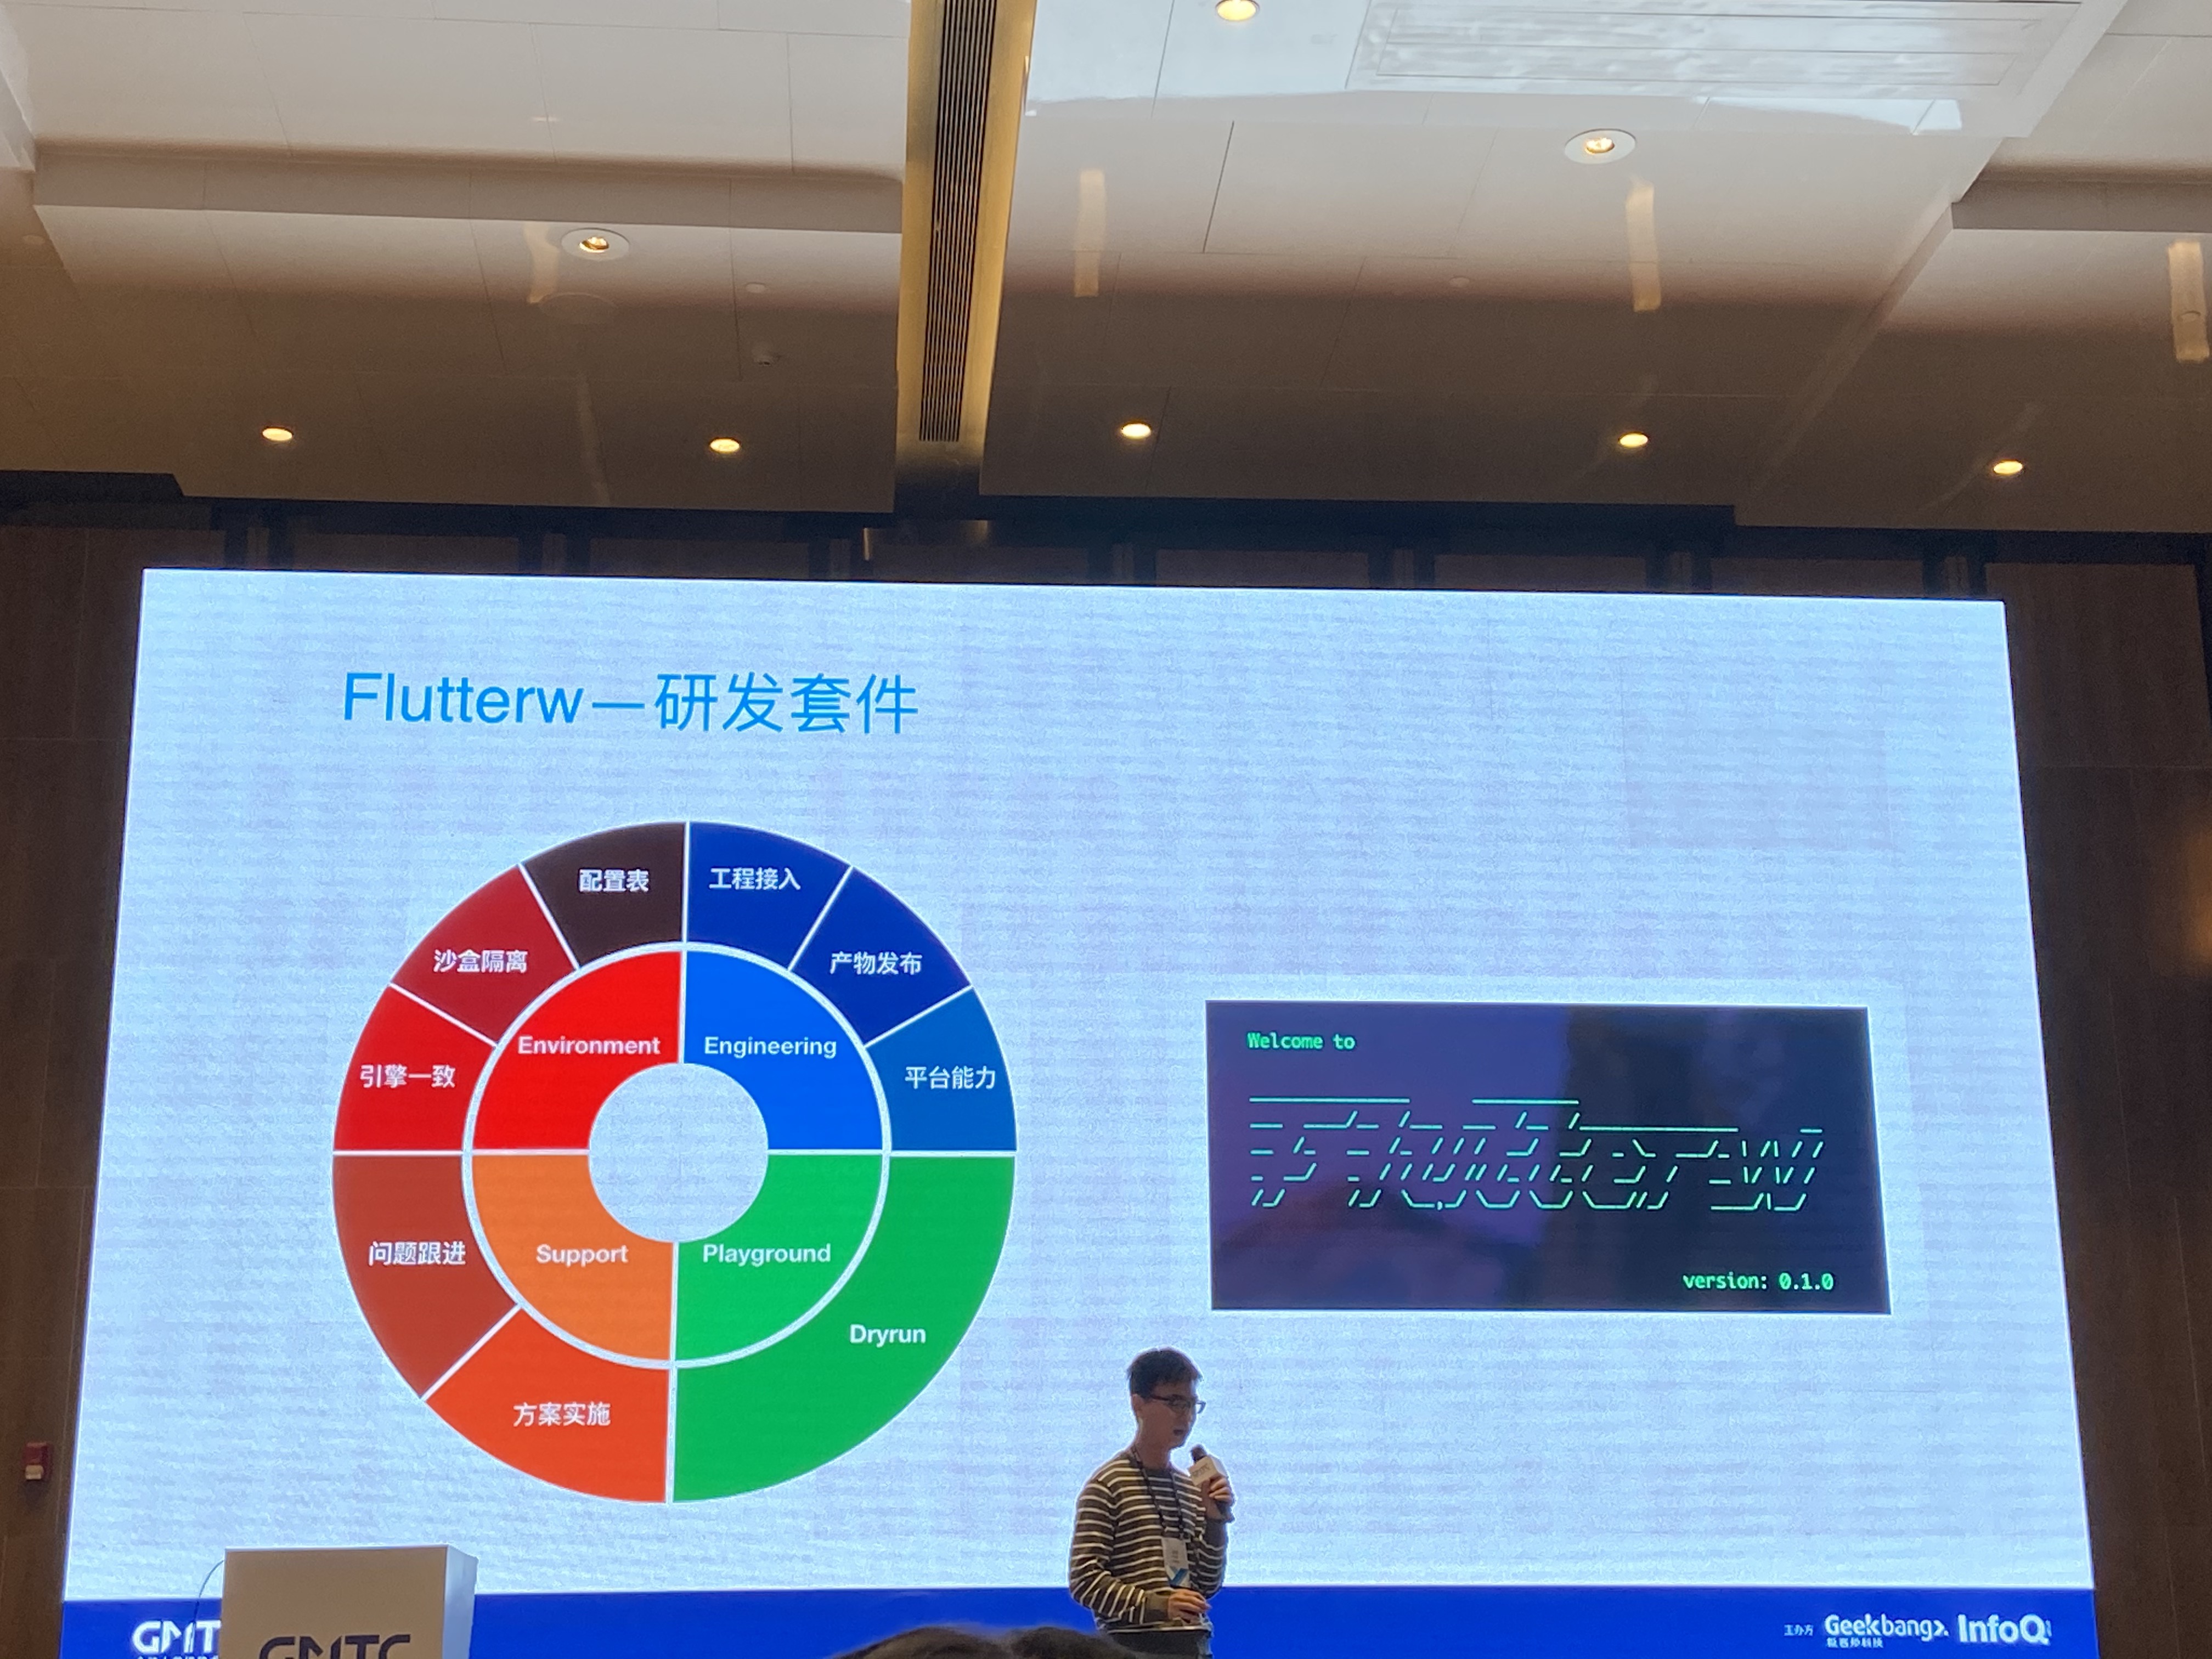 Flutterw—研发套件
配置表
工程接入
沙盒隔离
产物发布
引擎一致
Environment
Engineering
平台能力
问题跟进
Support
Playground
Dryrun
方案实施
Welcome to
Flutterw
version: 0.1.0
GMTC
GMTC
主办方
Geekbang>.
极客邦科技
InfoQ